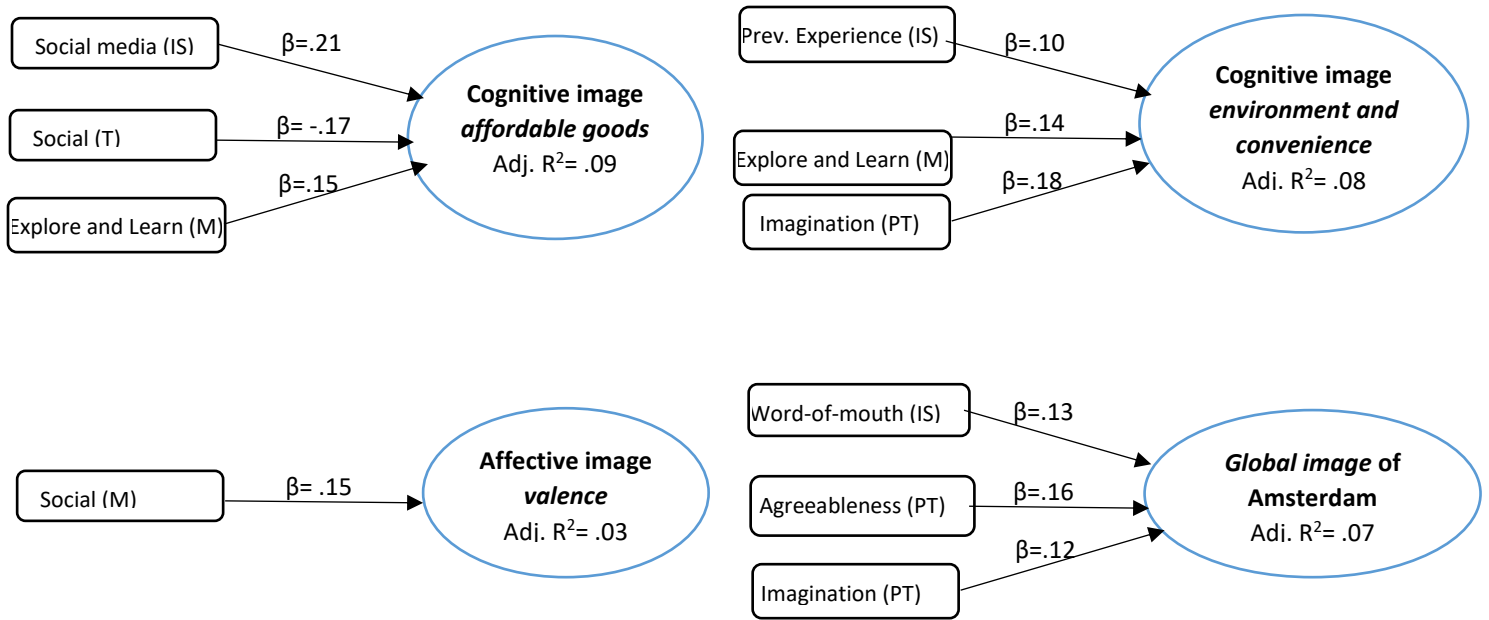 Social media (IS)
β=.21
Social (T)
β= -.17
Explore and Learn (M)
β=.15
Cognitive image
affordable goods
Adj. R²= .09
Prev. Experience (IS)
β=.10
Explore and Learn (M)
β=.14
Imagination (PT)
β=.18
Cognitive image
environment and
convenience
Adj. R²= .08
Social (M)
β= .15
Affective image
valence
Adj. R²= .03
Word-of-mouth (IS)
β=.13
Agreeableness (PT)
β=.16
Imagination (PT)
β=.12
Global image of
Amsterdam
Adj. R²= .07